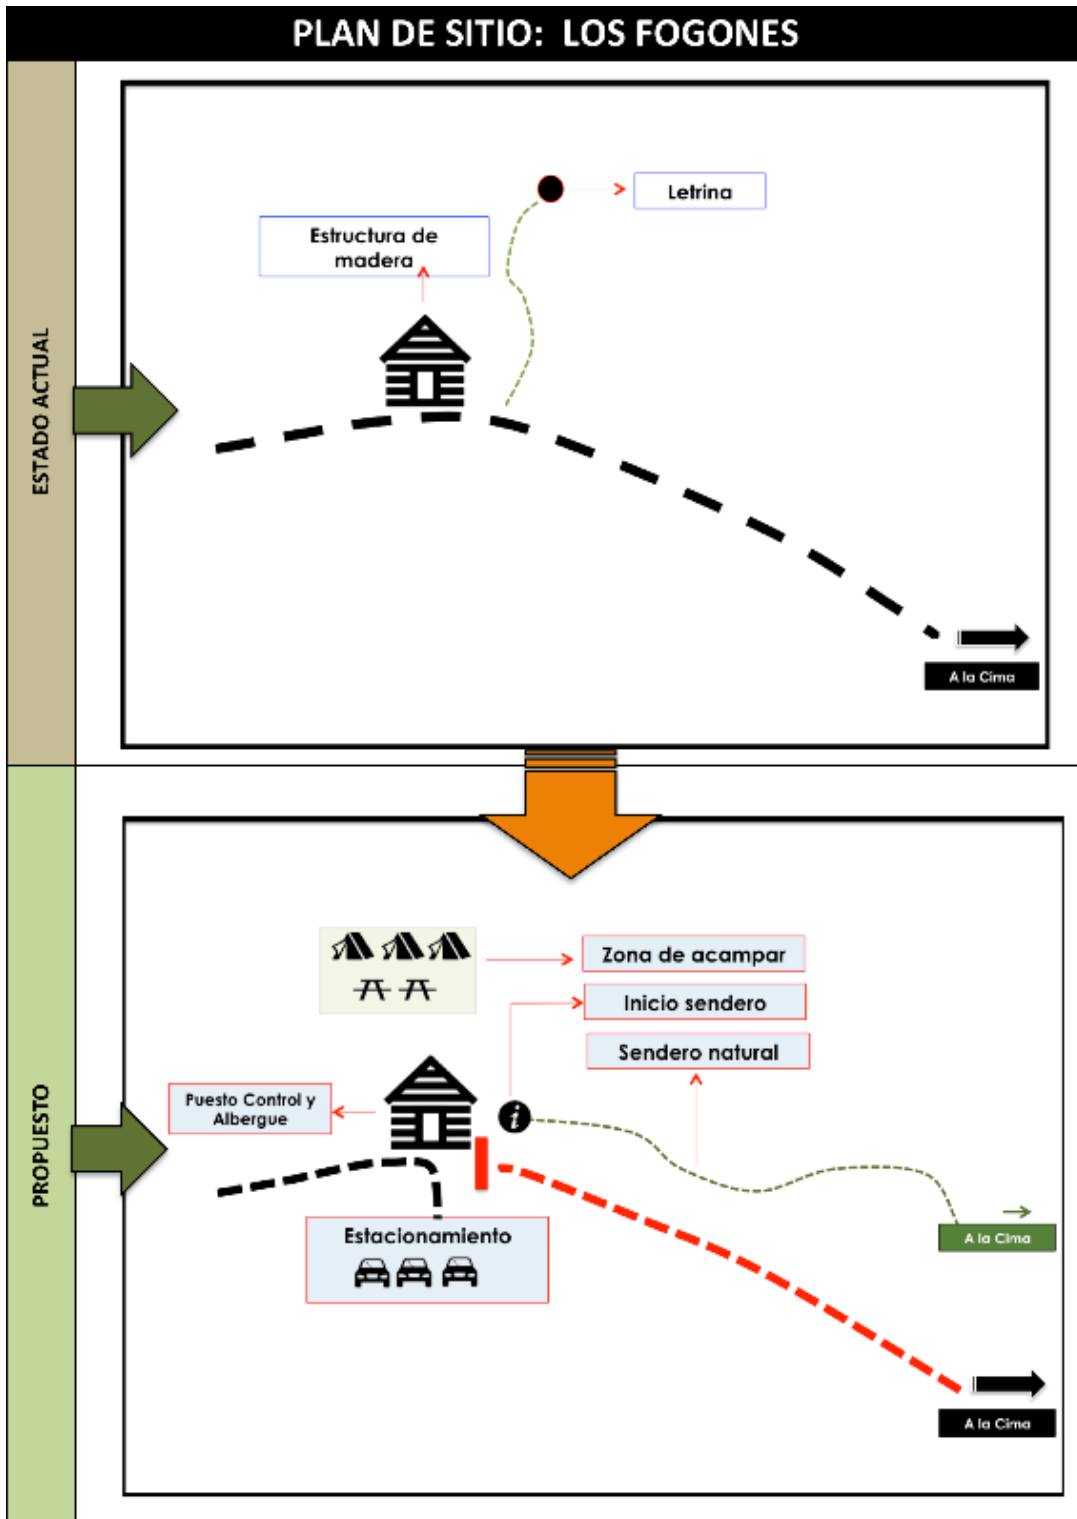 PLAN DE SITIO: LOS FOGONES
ESTADO ACTUAL
Letrina
Estructura de
madera
A la Cima
PROPUESTO
Zona de acampar
Inicio sendero
Sendero natural
Puesto Control y
Albergue
i
Estacionamiento
A la Cima
A la Cima